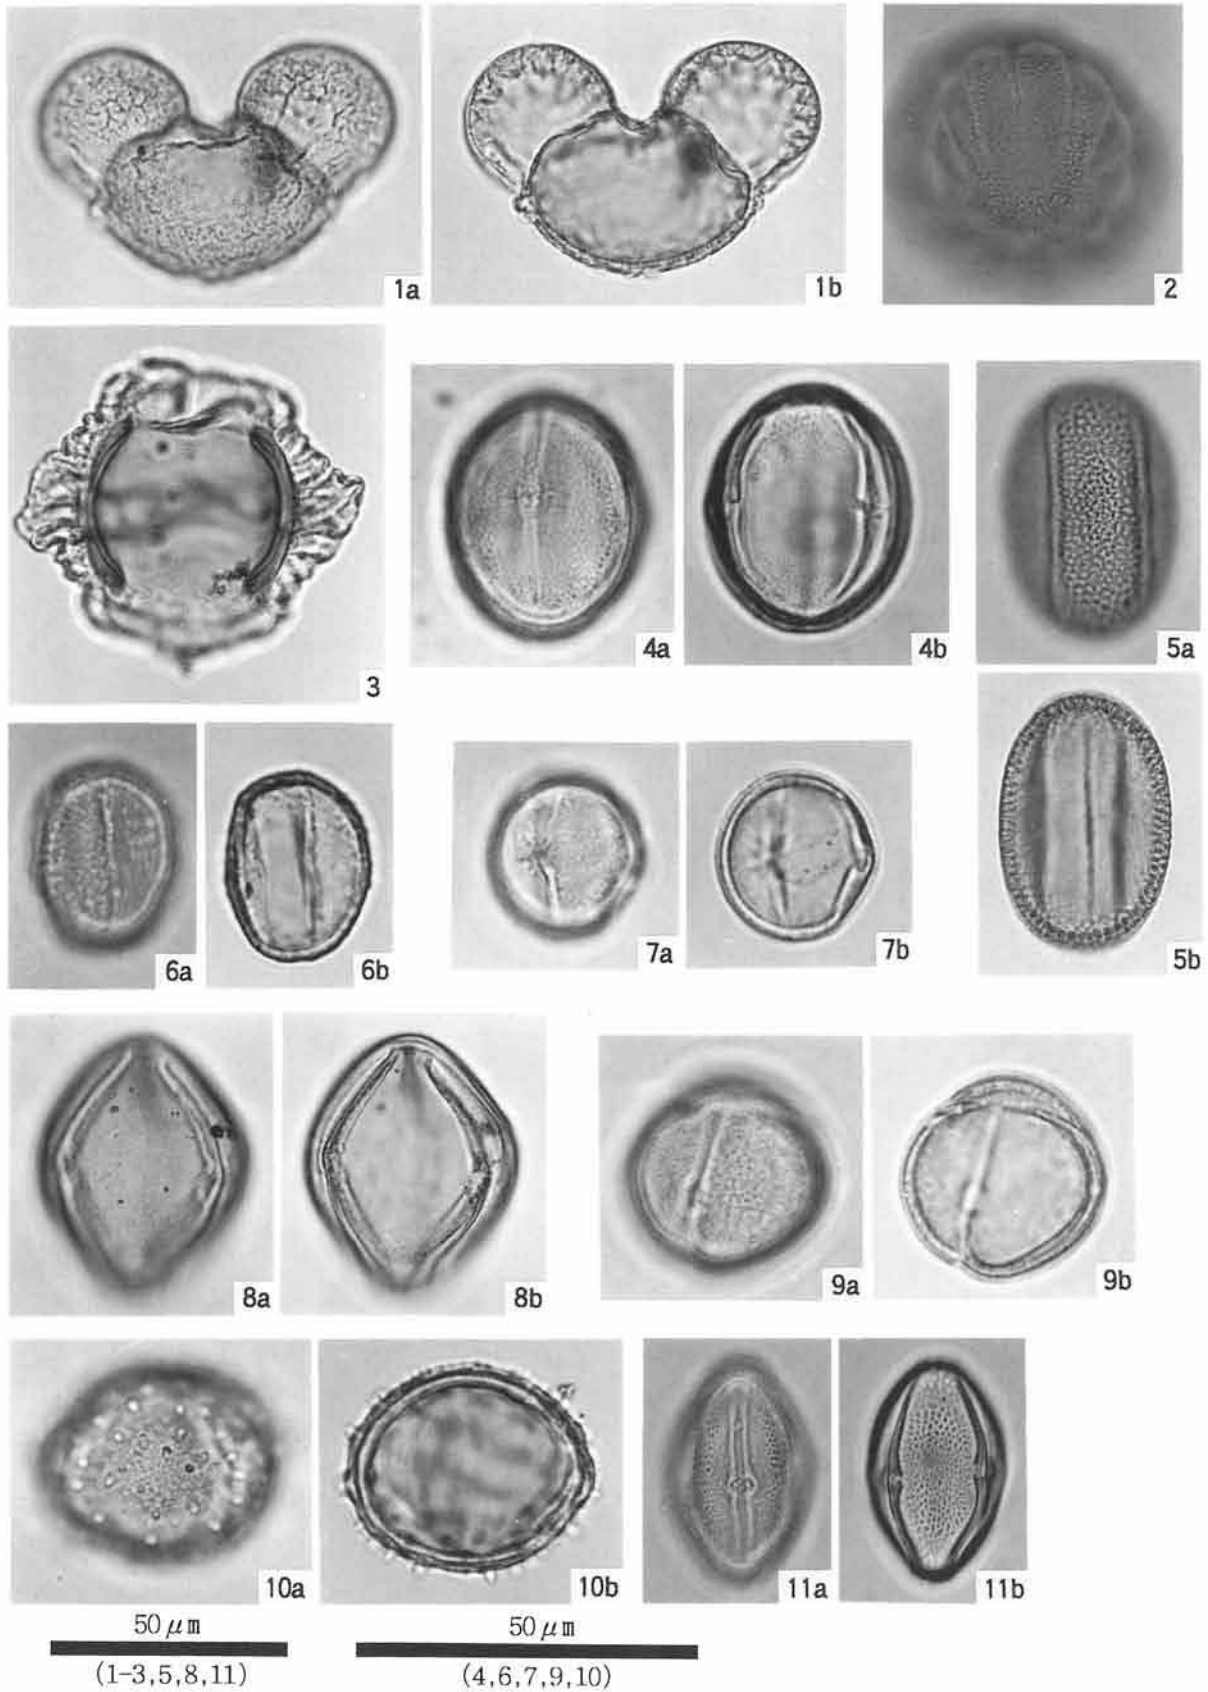 1a
1b
2
3
4a
4b
5a
5b
6a
6b
7a
7b
8a
8b
9a
9b
10a
10b
11a
11b
50 μm
(1-3,5,8,11)
50 μm
(4,6,7,9,10)